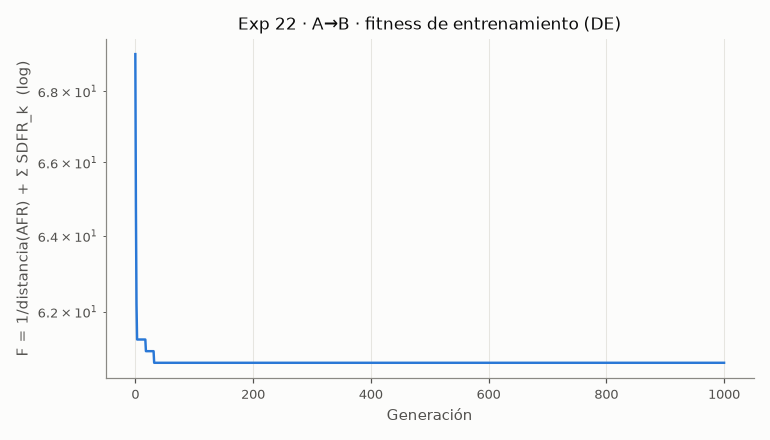 Exp 22 · A→B · fitness de entrenamiento (DE)
F = 1/distancia(AFR) + Σ SDFR_k (log)
6.8 × 10¹
6.6 × 10¹
6.4 × 10¹
6.2 × 10¹
0 200 400 600 800 1000
Generación